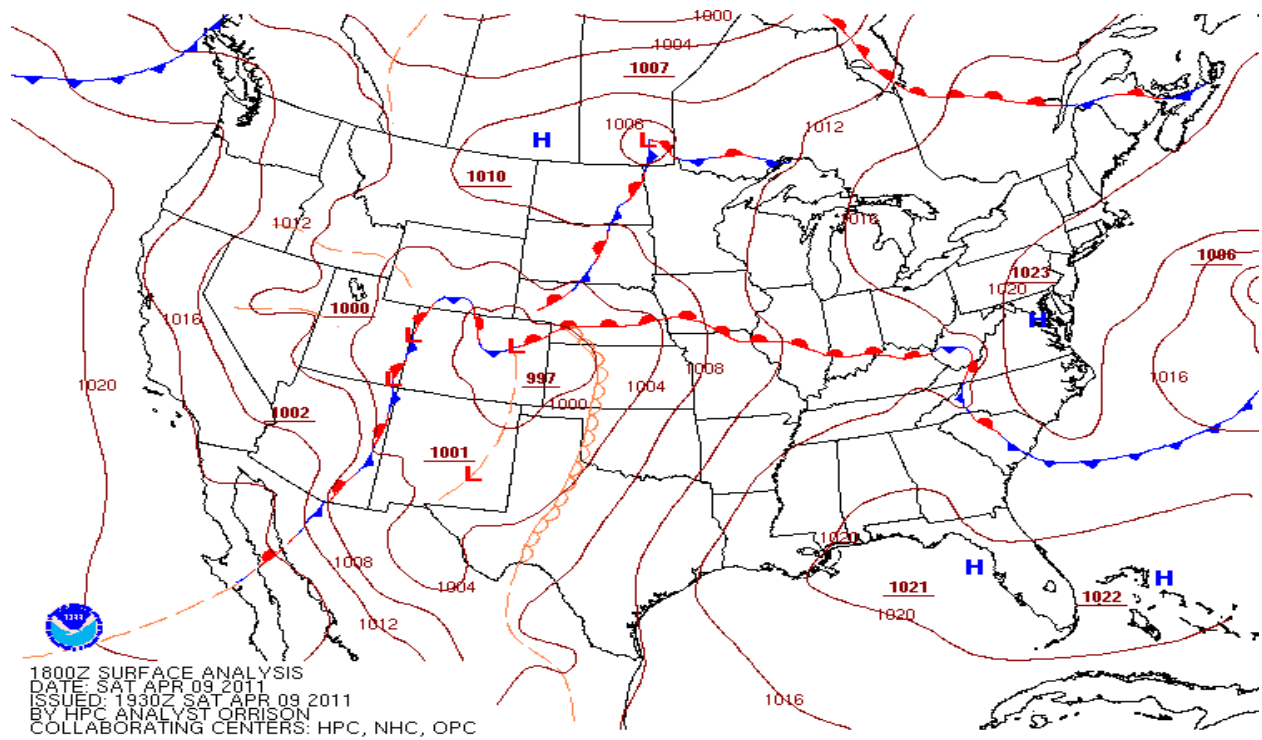 1000
1004
1007
1008
1012
H
L
1010
1012
1016
1006
1023
1020
1000
1016
L
H
L
1020
997
1004
1008
1016
L
1002
1000
1001
L
1020
1008
1004
1021
H
1022
H
1020
1012
1016
1800Z SURFACE ANALYSIS
DATE: SAT APR 09 2011
ISSUED: 1930Z SAT APR 09 2011
BY HPC ANALYST ORRISON
COLLABORATING CENTERS: HPC, NHC, OPC